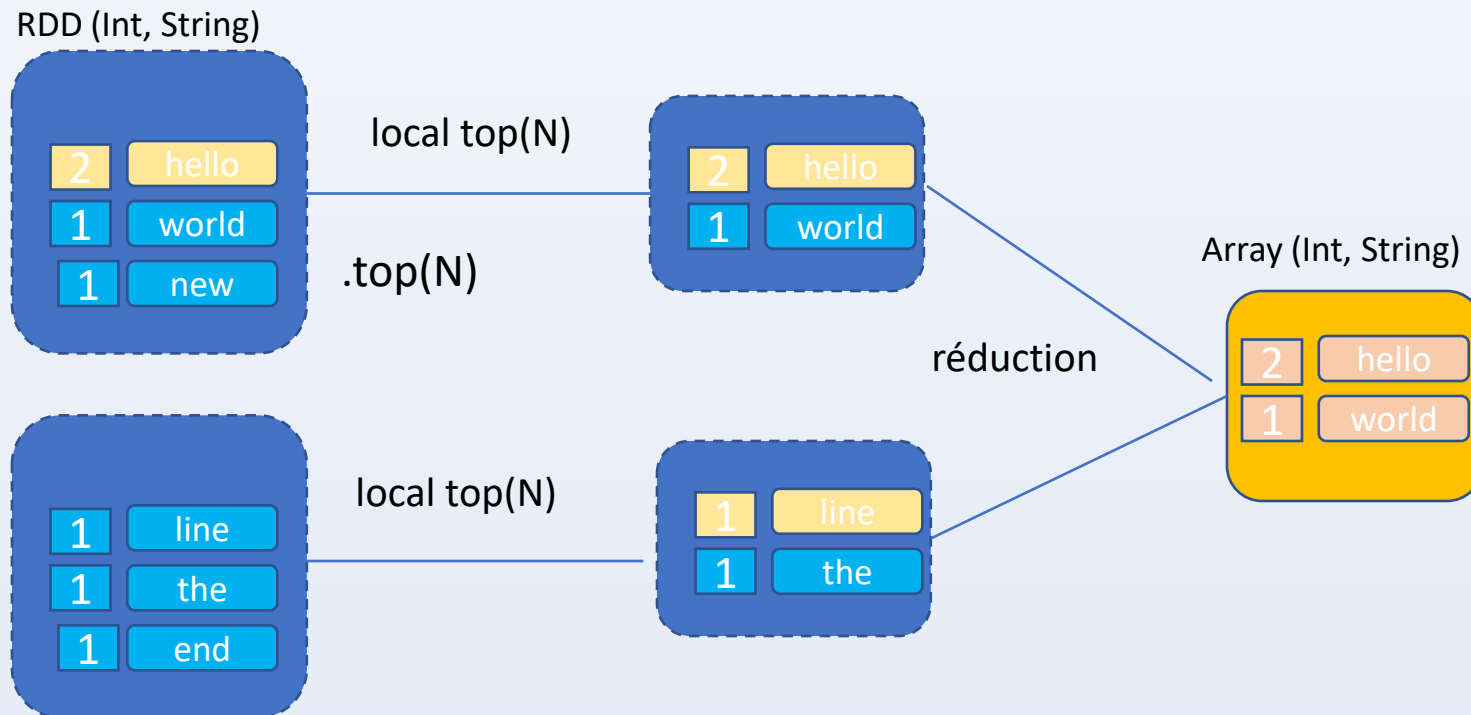 RDD (Int, String)
2 hello
1 world
1 new
local top(N)
.top(N)
2 hello
1 world
1 line
1 the
1 end
local top(N)
1 line
1 the
réduction
Array (Int, String)
2 hello
1 world